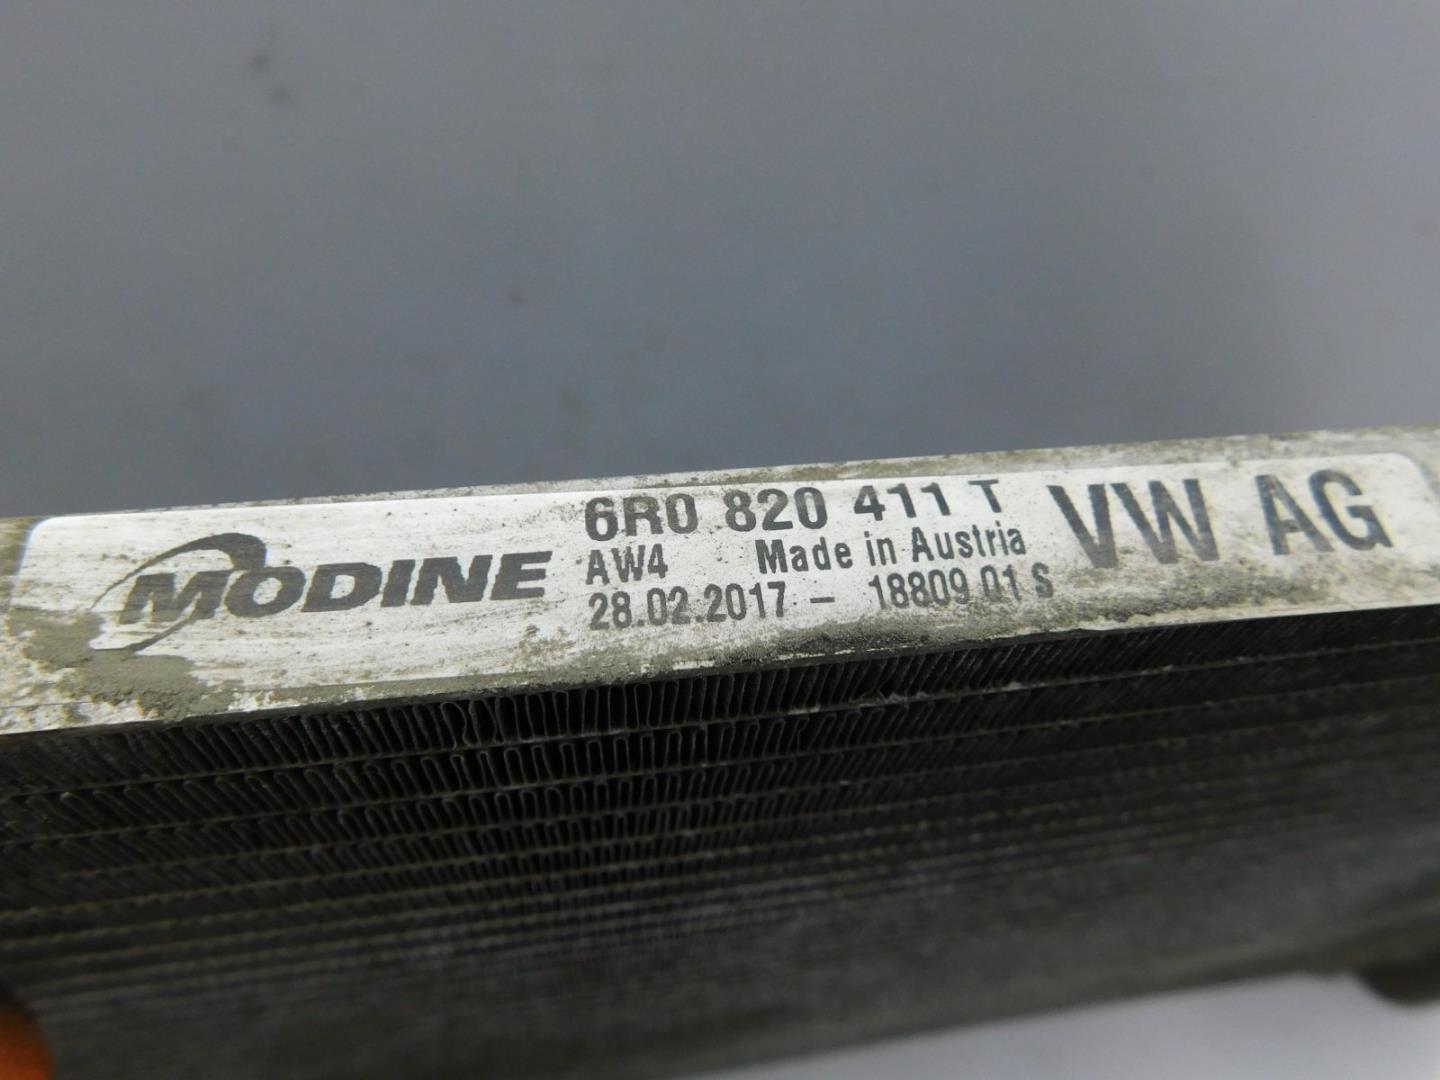 MODINE
6R0 820 411 T
AW4 Made in Austria
28.02.2017 - 18809 01 S
VW AG